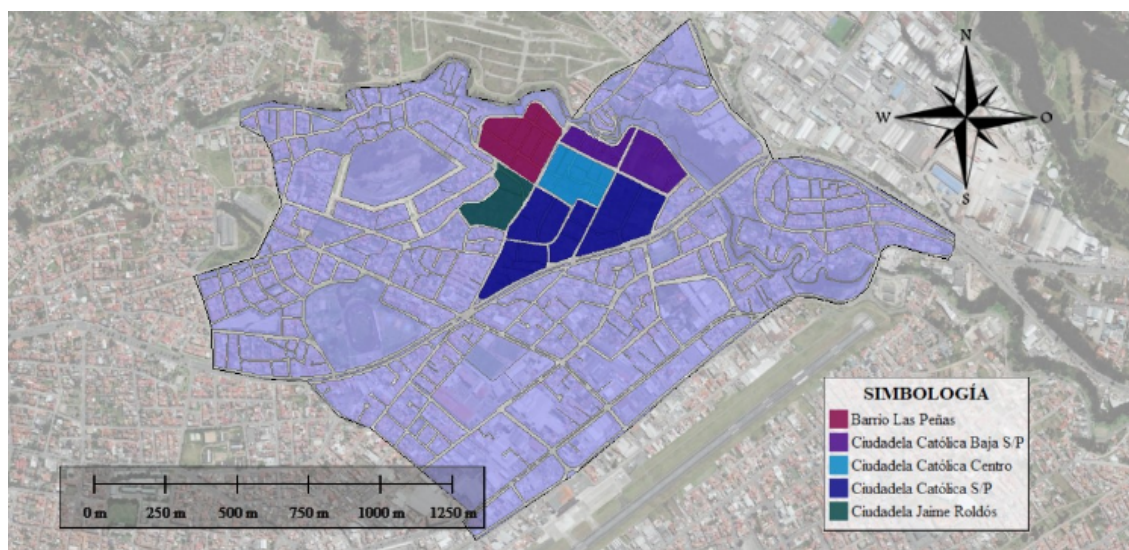 N
W
O
S
SIMBOLOGÍA
Barrio Las Peñas
Ciudadela Católica Baja S/P
Ciudadela Católica Centro
Ciudadela Católica S/P
Ciudadela Jaime Roldós
0 m 250 m 500 m 750 m 1000 m 1250 m